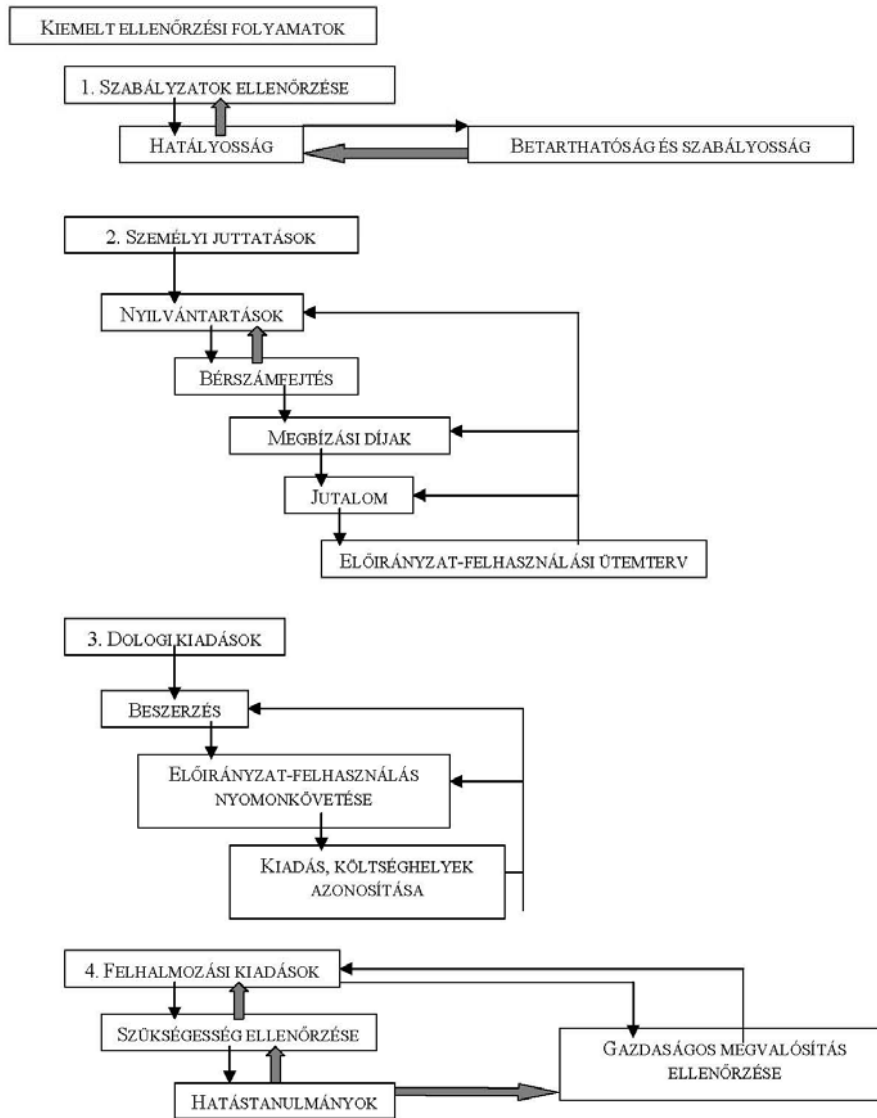 KIEMELT ELLENŐRZÉSI FOLYAMATOK
1. SZABÁLYZATOK ELLENŐRZÉSE
HATÁLYOSSÁG
BETARTHATÓSÁG ÉS SZABÁLYOSSÁG
2. SZEMÉLYI JUTTATÁSOK
NYILVÁNTARTÁSOK
BÉRSZÁMFEJTÉS
MEGBÍZÁSI DÍJAK
JUTALOM
ELŐIRÁNYZAT-FELHASZNÁLÁSI ÜTEMTERV
3. DOLOGI KIADÁSOK
BESZERZÉS
ELŐIRÁNYZAT-FELHASZNÁLÁS
NYOMONKÖVETÉSE
KIADÁS, KÖLTSÉGHELYEK
AZONOSÍTÁSA
4. FELHALMOZÁSI KIADÁSOK
SZÜKSÉGESSÉG ELLENŐRZÉSE
GAZDASÁGOS MEGVALÓSÍTÁS
ELLENŐRZÉSE
HATÁSTANULMÁNYOK